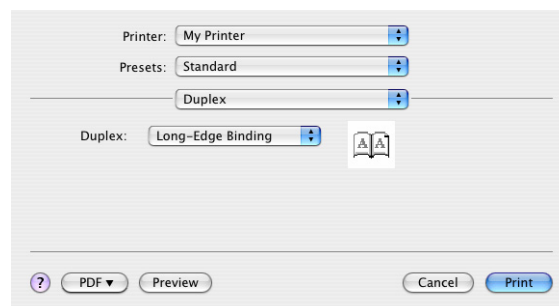 Printer: My Printer
Presets: Standard
Duplex
Duplex: Long-Edge Binding A A
? PDF▼ Preview Cancel Print